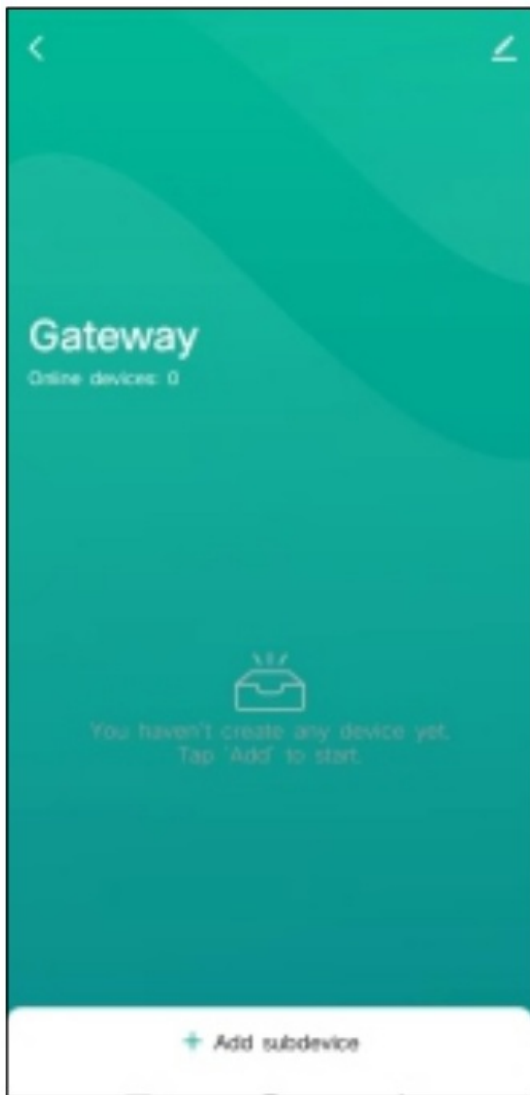 Gateway
Online devices: 0
You haven't create any device yet.
Tap 'Add' to start.
+ Add subdevice